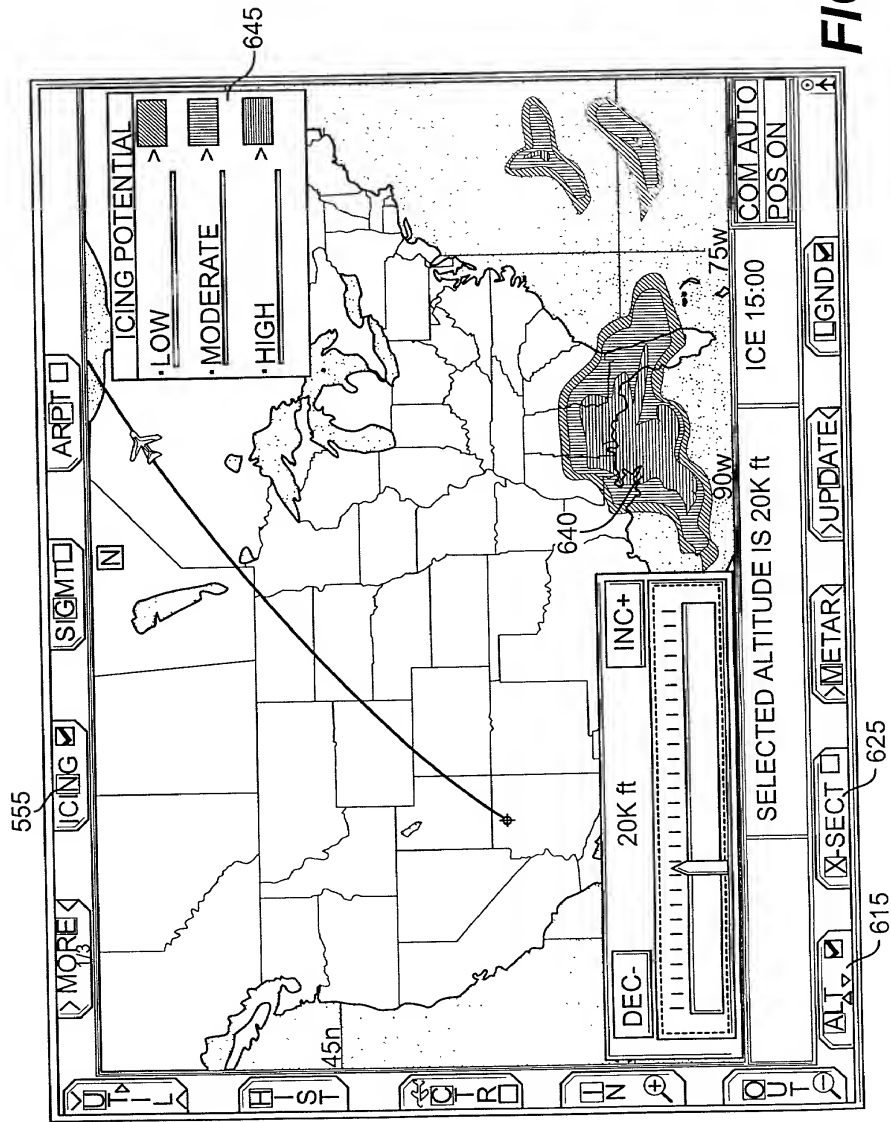 555
> MORE <
1/3
ICING ☑
SIGMT ☐
ARPT ☐
> UTIL <
HIST
CTR ☐
IN
OUT
N
ICING POTENTIAL
· LOW >
· MODERATE >
· HIGH >
645
45n
640
90w
75w
DEC-
20K ft
INC+
SELECTED ALTITUDE IS 20K ft
ICE 15:00
COM AUTO
POS ON
ALT ☑
X-SECT ☐
>METAR<
>UPDATE<
LGND ☑
615
625